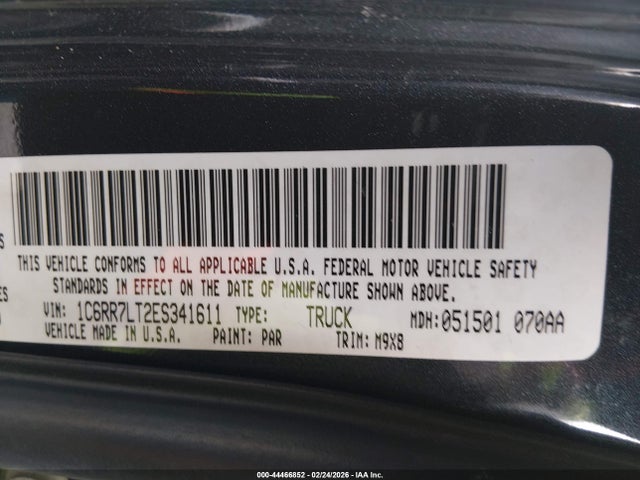 S
THIS VEHICLE CONFORMS TO ALL APPLICABLE U.S.A. FEDERAL MOTOR VEHICLE SAFETY
ES
STANDARDS IN EFFECT ON THE DATE OF MANUFACTURE SHOWN ABOVE.
VIN: 1C6RR7LT2ES341611 TYPE: TRUCK MDH: 051501 070AA
VEHICLE MADE IN U.S.A. PAINT: PAR TRIM: M9X8
000-44466852 - 02/24/2026 - IAA Inc.